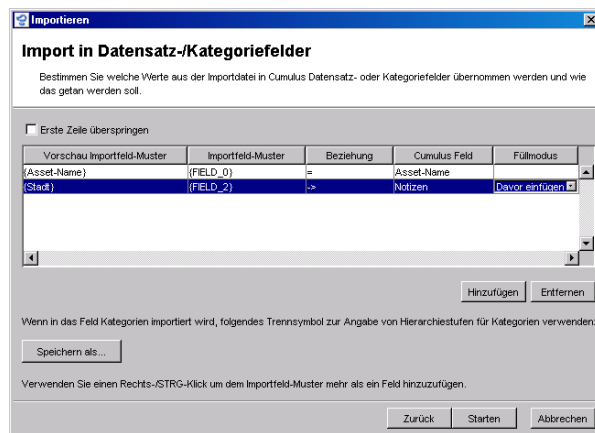 Importieren
Import in Datensatz-/Kategoriefelder
Bestimmen Sie welche Werte aus der Importdatei in Cumulus Datensatz- oder Kategoriefelder übernommen werden und wie
das getan werden soll.
Erste Zeile überspringen
Vorschau Importfeld-Muster Importfeld-Muster Beziehung Cumulus Feld Füllmodus
{Asset-Name} {FIELD_0} = Asset-Name
{Stadt} {FIELD_2} -> Notizen Davor einfügen
Hinzufügen Entfernen
Wenn in das Feld Kategorien importiert wird, folgendes Trennsymbol zur Angabe von Hierarchiestufen für Kategorien verwenden:
Speichern als...
Verwenden Sie einen Rechts-/STRG-Klick um dem Importfeld-Muster mehr als ein Feld hinzuzufügen.
Zurück Starten Abbrechen